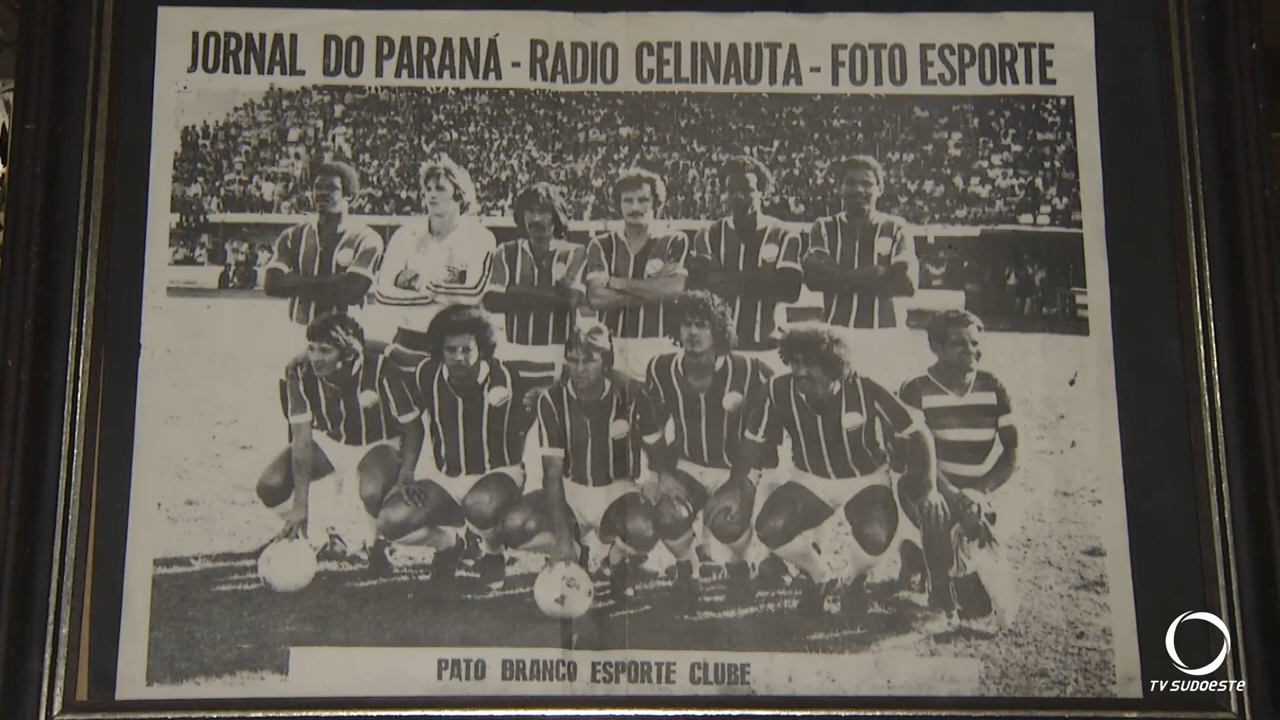 JORNAL DO PARANÁ - RADIO CELINAUTA - FOTO ESPORTE
PATO BRANCO ESPORTE CLUBE
TV SUDOESTE